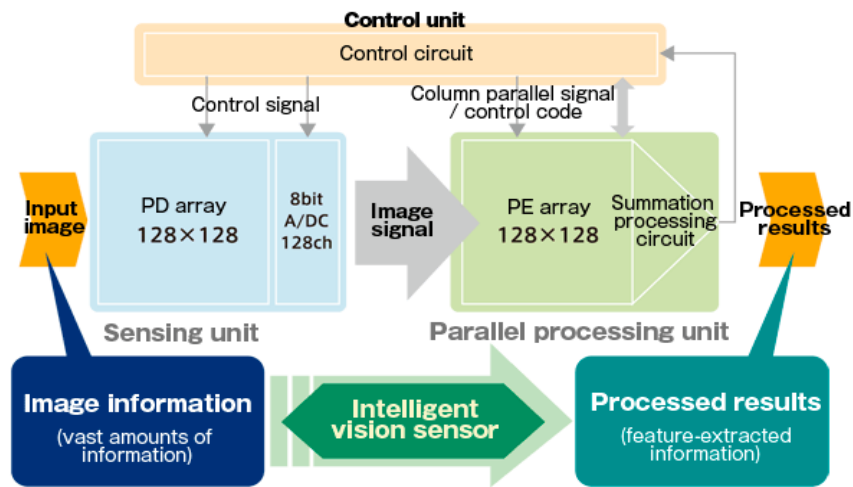 Control unit
Control circuit
Control signal
Column parallel signal
/ control code
Input
image
PD array
128×128
8bit
A/DC
128ch
Image
signal
PE array
128×128
Summation
processing
circuit
Processed
results
Sensing unit
Parallel processing unit
Image information
(vast amounts of
information)
Intelligent
vision sensor
Processed results
(feature-extracted
information)